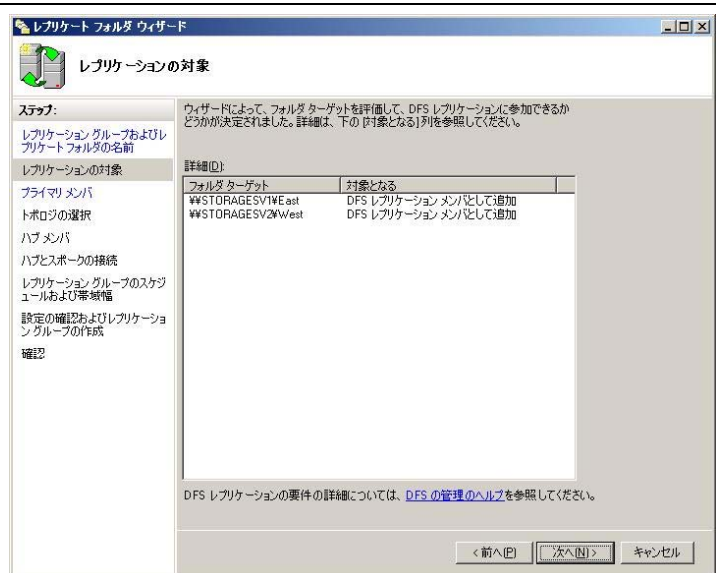 レプリケート フォルダ ウィザード
レプリケーションの対象
ステップ:
レプリケーション グループおよびレ
プリケート フォルダの名前
レプリケーションの対象
プライマリ メンバ
トポロジの選択
ハブ メンバ
ハブとスポークの接続
レプリケーション グループのスケジ
ュールおよび帯域幅
設定の確認およびレプリケーショ
ン グループの作成
確認
ウィザードによって、フォルダ ターゲットを評価して、DFS レプリケーションに参加できるか
どうかが決定されました。詳細は、下の [対象となる] 列を参照してください。
詳細(D):
フォルダ ターゲット 対象となる
¥¥STORAGESV1¥East DFS レプリケーション メンバとして追加
¥¥STORAGESV2¥West DFS レプリケーション メンバとして追加
DFS レプリケーションの要件の詳細については、DFS の管理のヘルプを参照してください。
< 前へ(P) 次へ(N) > キャンセル